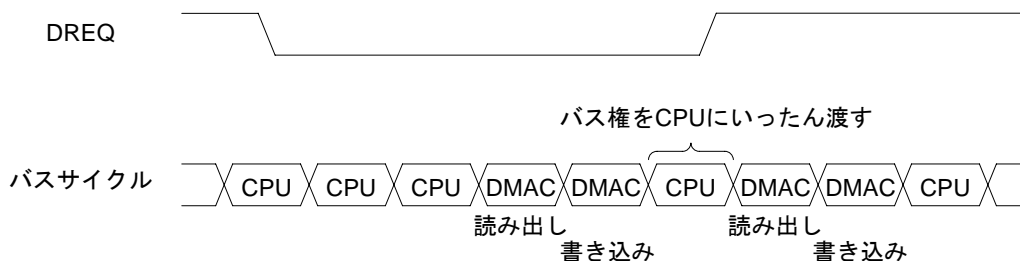 DREQ
バス権をCPUにいったん渡す
バスサイクル CPU CPU CPU DMAC DMAC CPU DMAC DMAC CPU
読み出し 読み出し
書き込み 書き込み